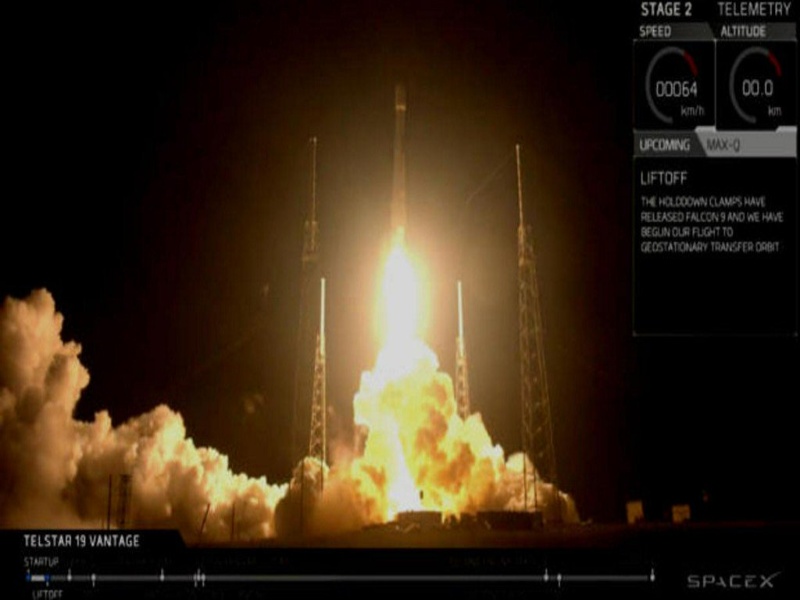 STAGE 2 TELEMETRY
SPEED ALTITUDE
00064 00.0
km/h km
UPCOMING MAX-Q
LIFTOFF
THE HOLDDOWN CLAMPS HAVE
RELEASED FALCON 9 AND WE HAVE
BEGUN OUR FLIGHT TO
GEOSTATIONARY TRANSFER ORBIT
TELSTAR 19 VANTAGE
STARTUP
LIFTOFF
SPACEX